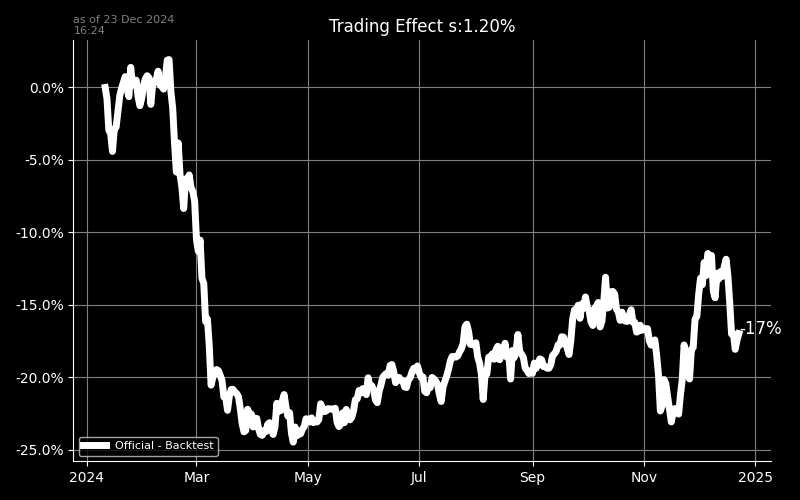 as of 23 Dec 2024
16:24
Trading Effect s:1.20%
0.0%
-5.0%
-10.0%
-15.0%
-17%
-20.0%
-25.0%
Official - Backtest
2024
Mar
May
Jul
Sep
Nov
2025